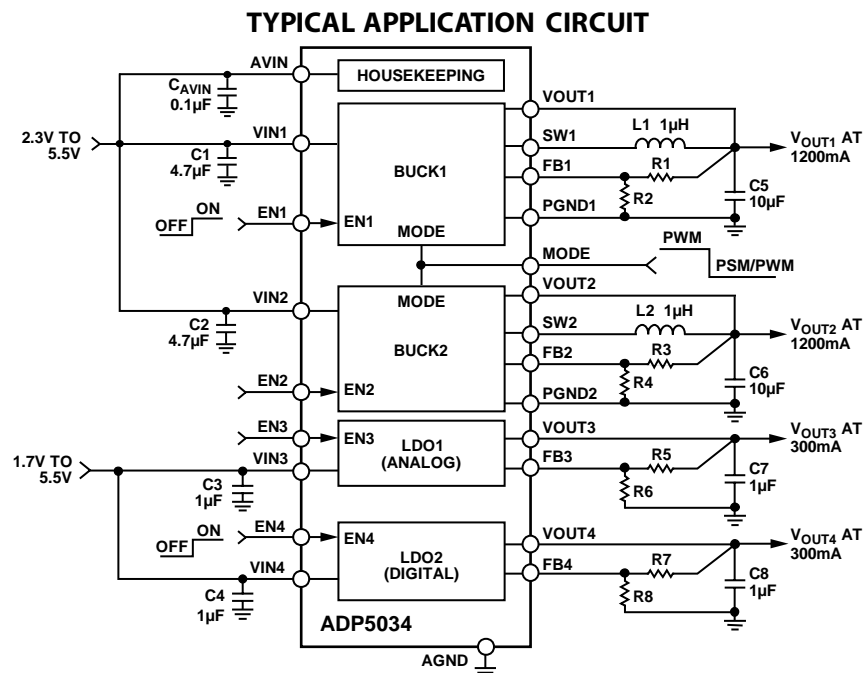 TYPICAL APPLICATION CIRCUIT
AVIN
HOUSEKEEPING
CAVIN
0.1µF
VOUT1
2.3V TO
5.5V
VIN1
C1
4.7µF
BUCK1
SW1
L1 1µH
VOUT1 AT
1200mA
FB1
R1
R2
C5
10µF
OFF
ON
EN1
EN1
PGND1
MODE
MODE
PWM
PSM/PWM
VOUT2
VIN2
MODE
C2
4.7µF
BUCK2
SW2
L2 1µH
VOUT2 AT
1200mA
FB2
R3
R4
C6
10µF
EN2
EN2
PGND2
EN3
EN3
LDO1
(ANALOG)
VOUT3
VOUT3 AT
300mA
1.7V TO
5.5V
VIN3
C3
1µF
FB3
R5
R6
C7
1µF
OFF
ON
EN4
EN4
LDO2
(DIGITAL)
VOUT4
VOUT4 AT
300mA
VIN4
C4
1µF
FB4
R7
R8
C8
1µF
ADP5034
AGND